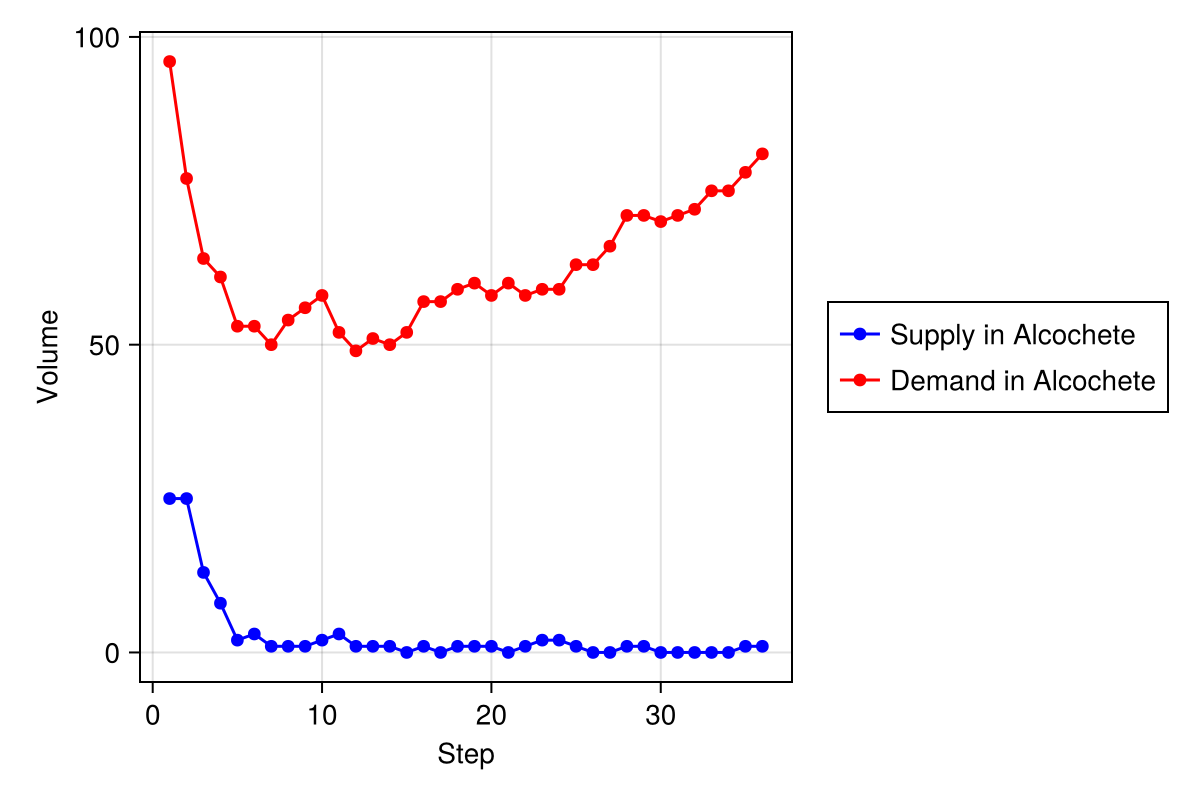 100
50
0
Volume
0 10 20 30
Step
Supply in Alcochete
Demand in Alcochete